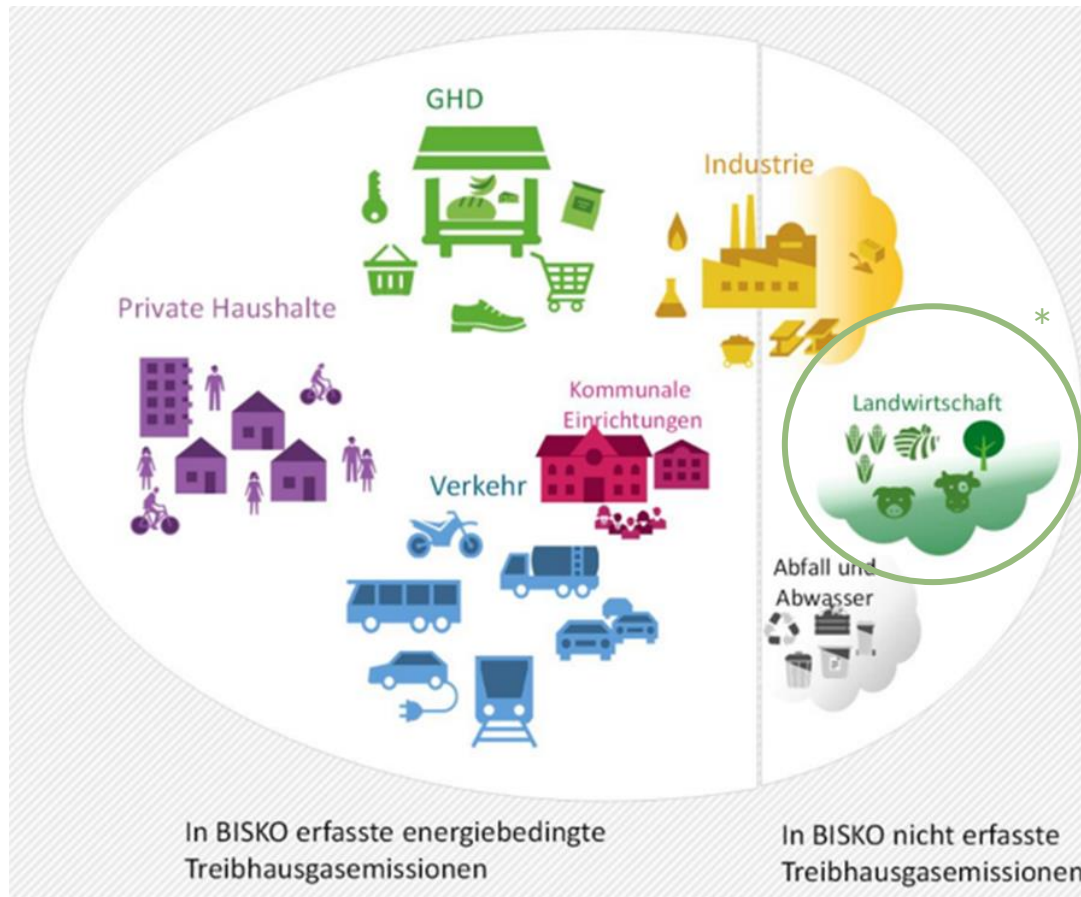 GHD
Industrie
Private Haushalte
*
Kommunale
Einrichtungen
Landwirtschaft
Verkehr
Abfall und
Abwasser
In BISKO erfasste energiebedingte
Treibhausgasemissionen
In BISKO nicht erfasste
Treibhausgasemissionen